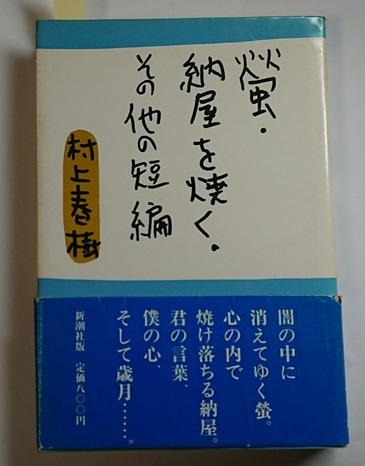 螢・
納屋を焼く・
その他の短編
村上春樹
闇の中に
消えてゆく螢。
心の内で
焼け落ちる納屋。
君の言葉、
僕の心、
そして歳月……。
新潮社版 定価八〇〇円